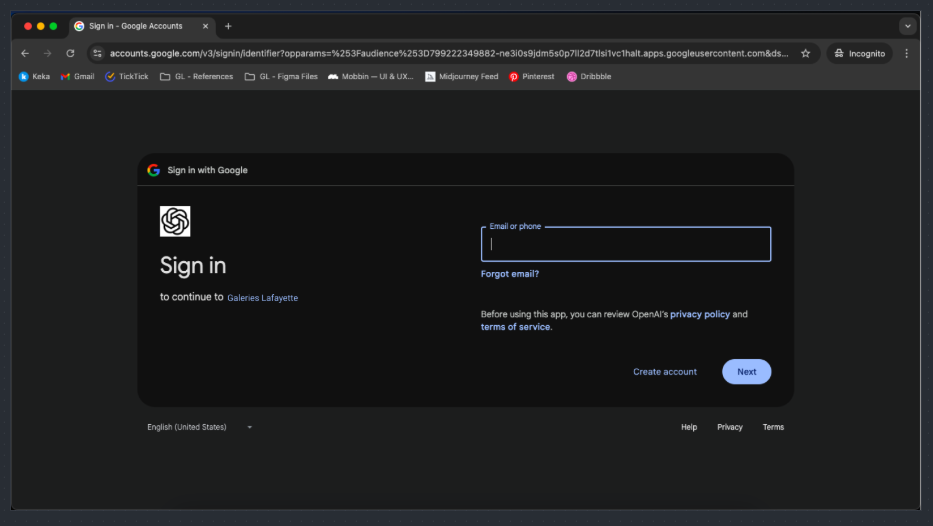 Sign in - Google Accounts
accounts.google.com/v3/signin/identifier?opparams=%253Faudience%253D799222349882-ne3i0s9jdm5s0p7ll2d7tlsi1vc1halt.apps.googleusercontent.com&ds...
Incognito
Keka Gmail TickTick GL - References GL - Figma Files Mobbin — UI & UX... Midjourney Feed Pinterest Dribbble
Sign in with Google
Sign in
to continue to Galeries Lafayette
Email or phone
Forgot email?
Before using this app, you can review OpenAI's privacy policy and
terms of service.
Create account Next
English (United States) Help Privacy Terms